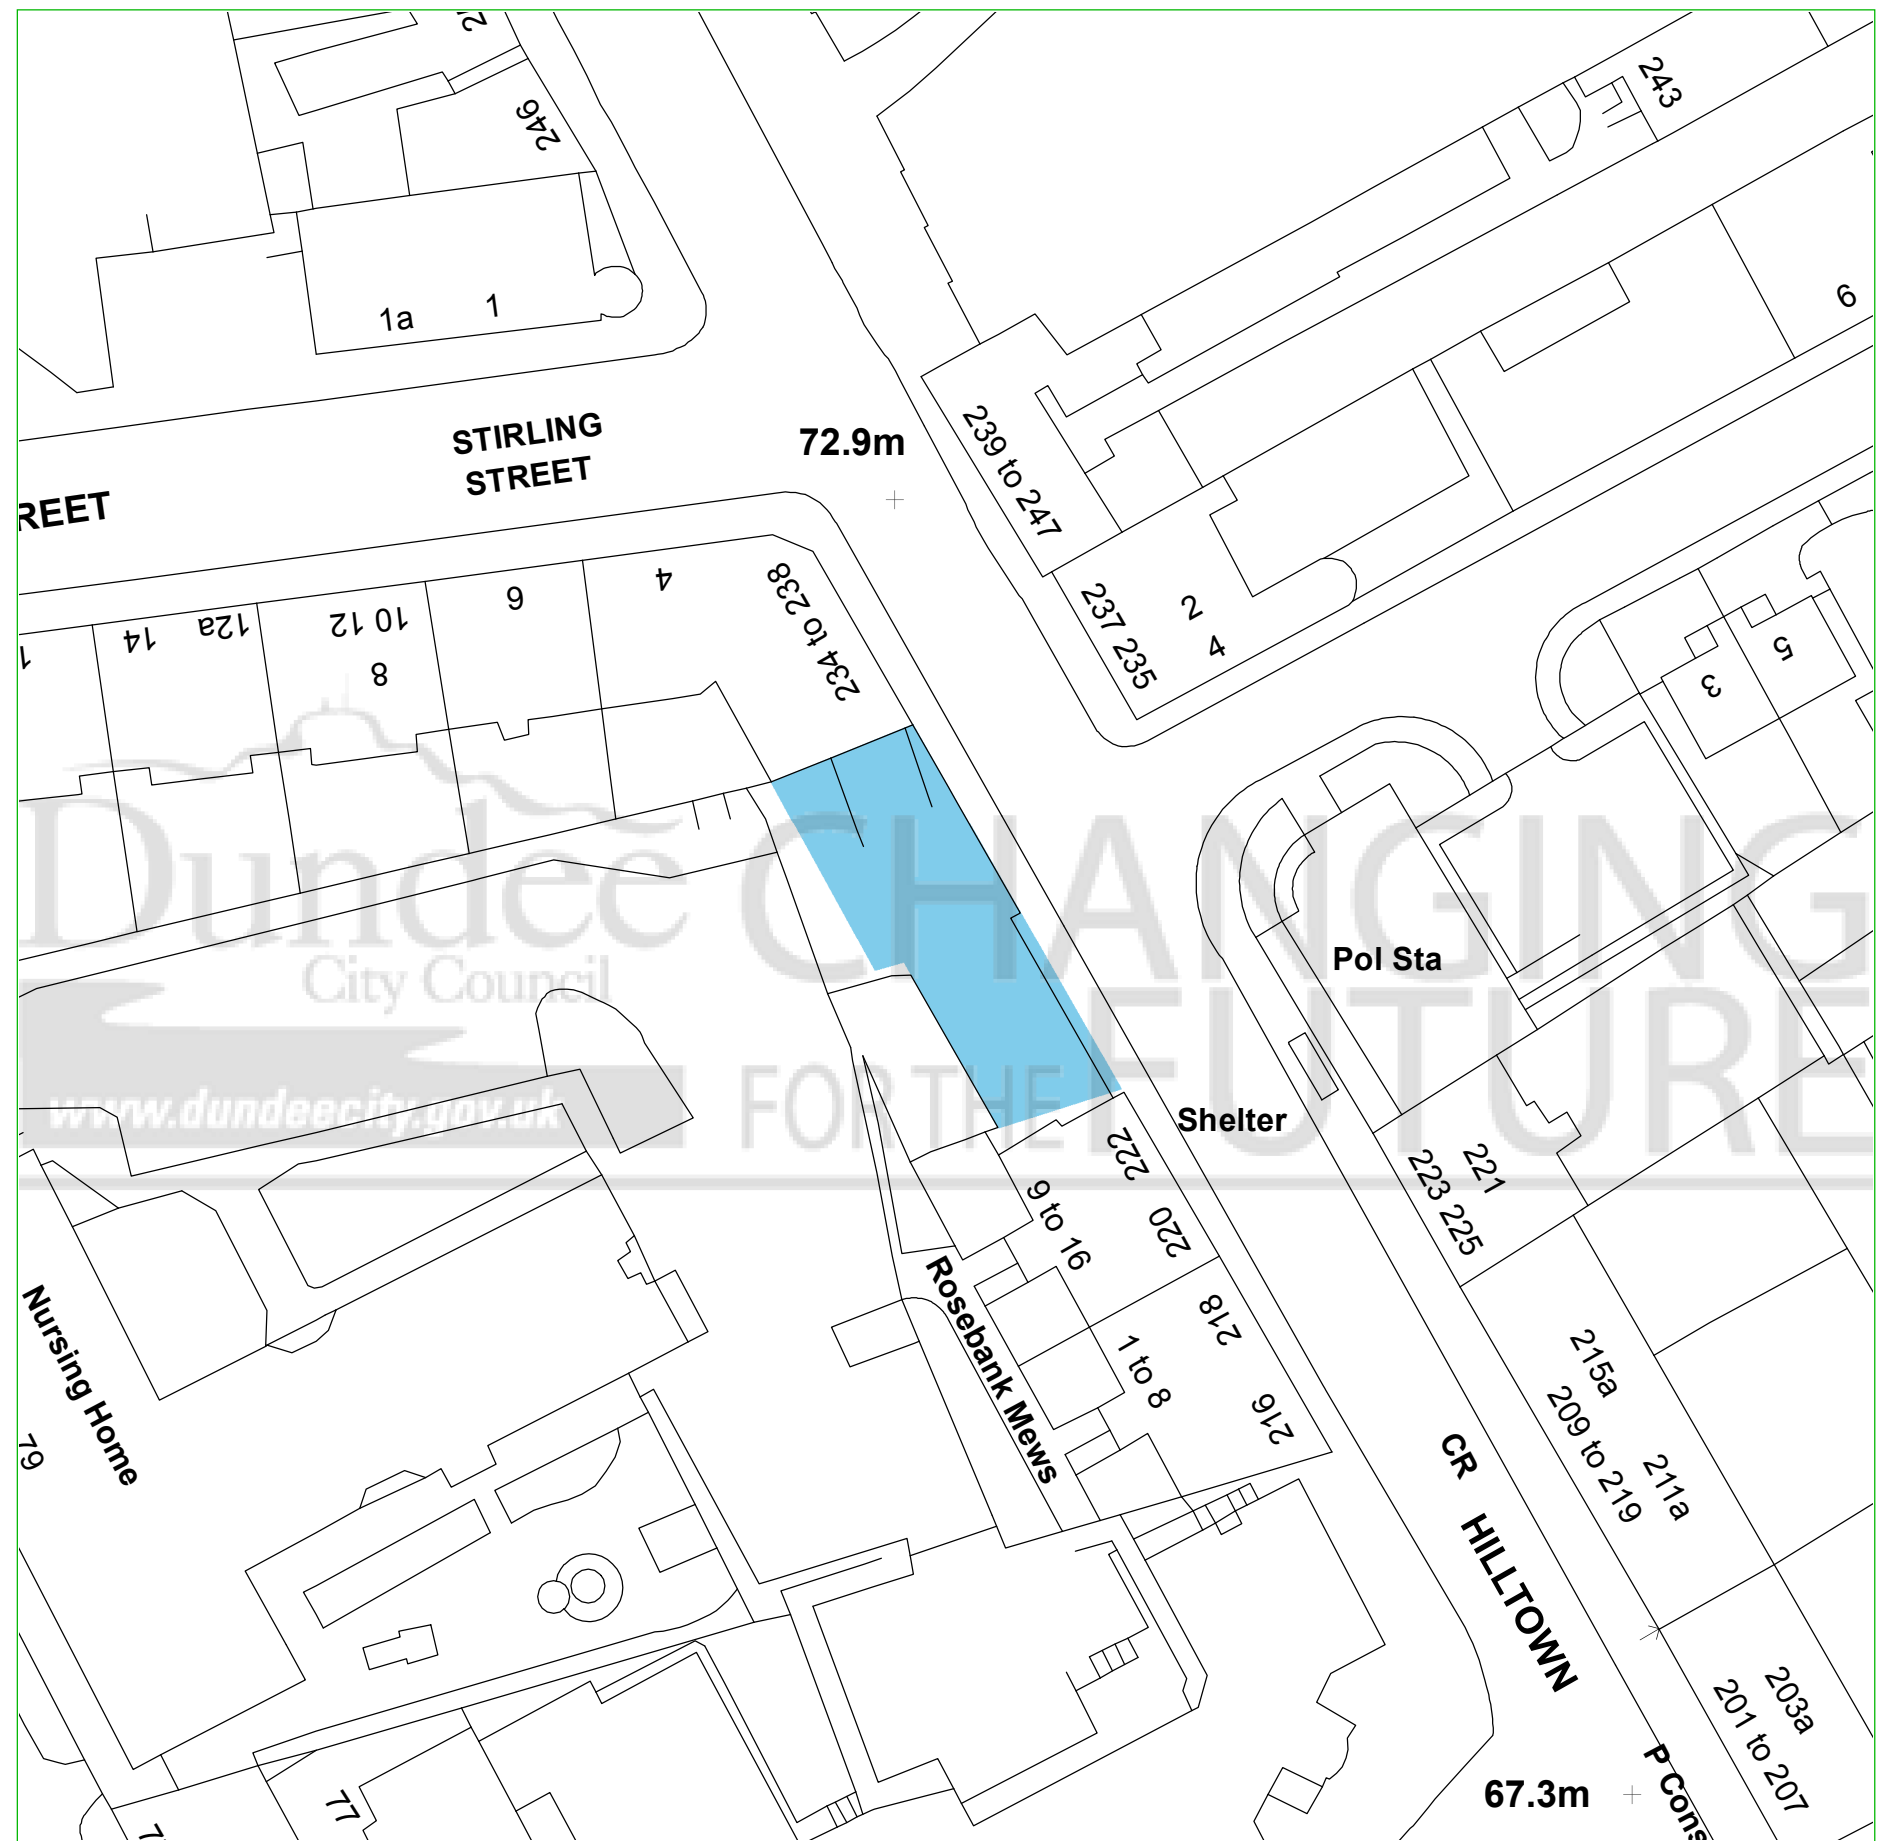 246
243
1a
1
6
STIRLING
STREET
72.9m
239 to 247
REET
4
6
10 12
8
12a
14
234 to 238
237 235
2
4
3
5
Dundee
City Council
www.dundeecity.gov.uk
CHANGING
FOR THE FUTURE
Pol Sta
Shelter
222
220
218
216
9 to 16
1 to 8
Rosebank Mews
221
223 225
215a
209 to 219
211a
Nursing Home
79
CR
HILLTOWN
203a
201 to 207
67.3m
P Cons
77